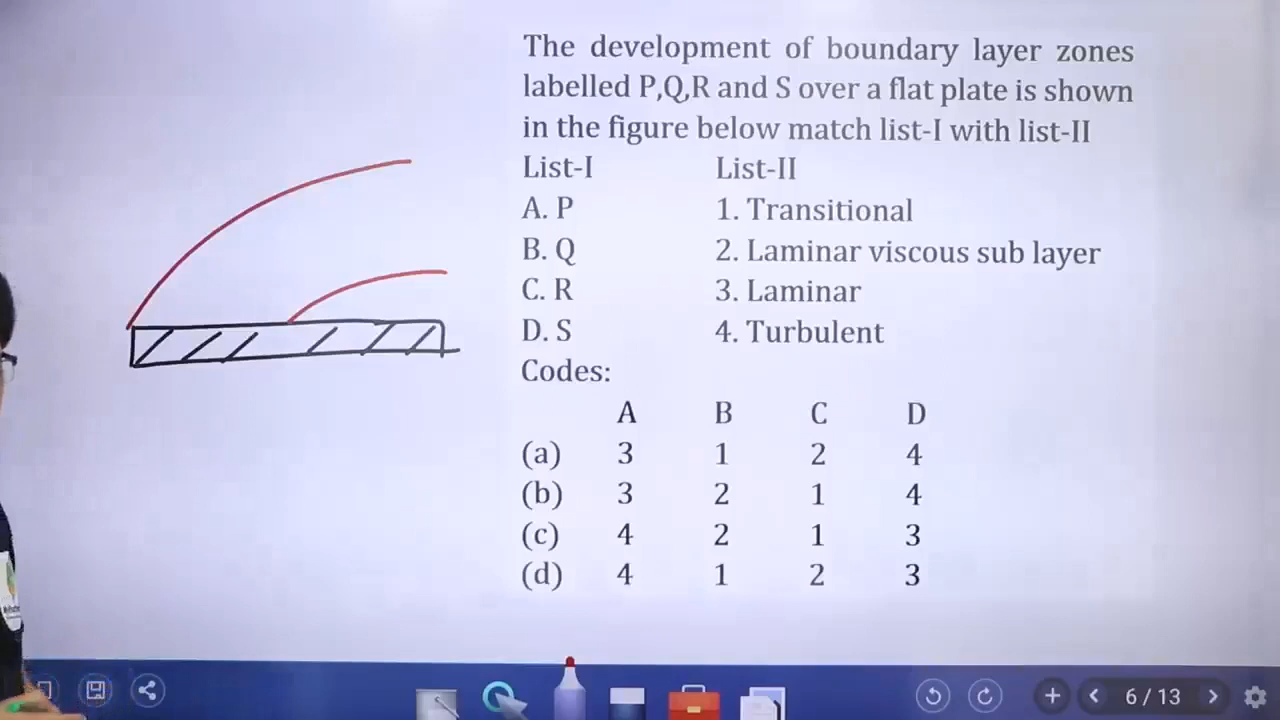 The development of boundary layer zones
labelled P,Q,R and S over a flat plate is shown
in the figure below match list-I with list-II
List-I List-II
A. P 1. Transitional
B. Q 2. Laminar viscous sub layer
C. R 3. Laminar
D. S 4. Turbulent
Codes:
A B C D
(a) 3 1 2 4
(b) 3 2 1 4
(c) 4 2 1 3
(d) 4 1 2 3
6 / 13